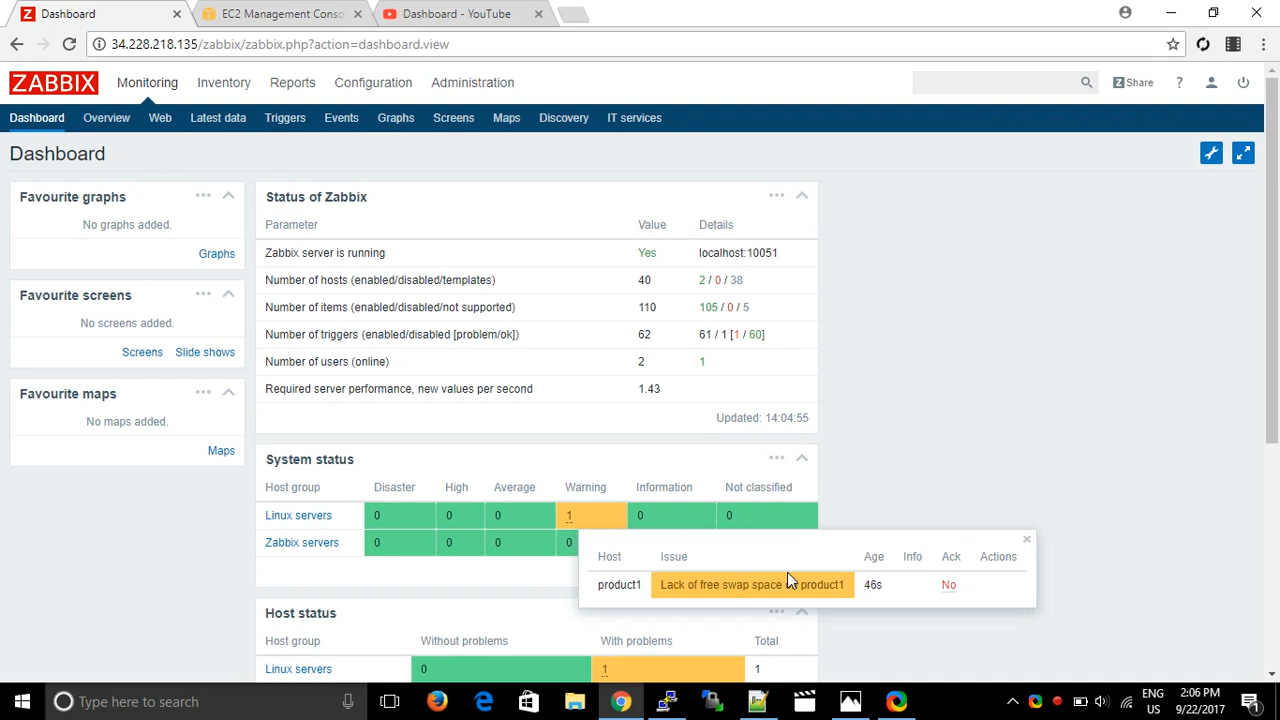 Dashboard
EC2 Management Conso
Dashboard - YouTube
34.228.218.135/zabbix/zabbix.php?action=dashboard.view
ZABBIX
Monitoring
Inventory
Reports
Configuration
Administration
Z Share
?
Dashboard
Overview
Web
Latest data
Triggers
Events
Graphs
Screens
Maps
Discovery
IT services
Dashboard
Favourite graphs
No graphs added.
Graphs
Favourite screens
No screens added.
Screens Slide shows
Favourite maps
No maps added.
Maps
Status of Zabbix
Parameter Value Details
Zabbix server is running Yes localhost:10051
Number of hosts (enabled/disabled/templates) 40 2 / 0 / 38
Number of items (enabled/disabled/not supported) 110 105 / 0 / 5
Number of triggers (enabled/disabled [problem/ok]) 62 61 / 1 [1 / 60]
Number of users (online) 2 1
Required server performance, new values per second 1.43
Updated: 14:04:55
System status
Host group Disaster High Average Warning Information Not classified
Linux servers 0 0 0 1 0 0
Zabbix servers 0 0 0 0
Host Issue Age Info Ack Actions
product1 Lack of free swap space product1 46s No
Host status
Host group Without problems With problems Total
Linux servers 0 1 1
Type here to search
ENG
US
2:06 PM
9/22/2017
1